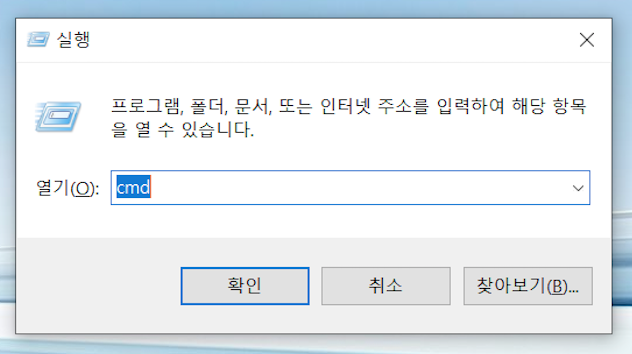 실행
프로그램, 폴더, 문서, 또는 인터넷 주소를 입력하여 해당 항목
을 열 수 있습니다.
열기(O): cmd
확인 취소 찾아보기(B)...